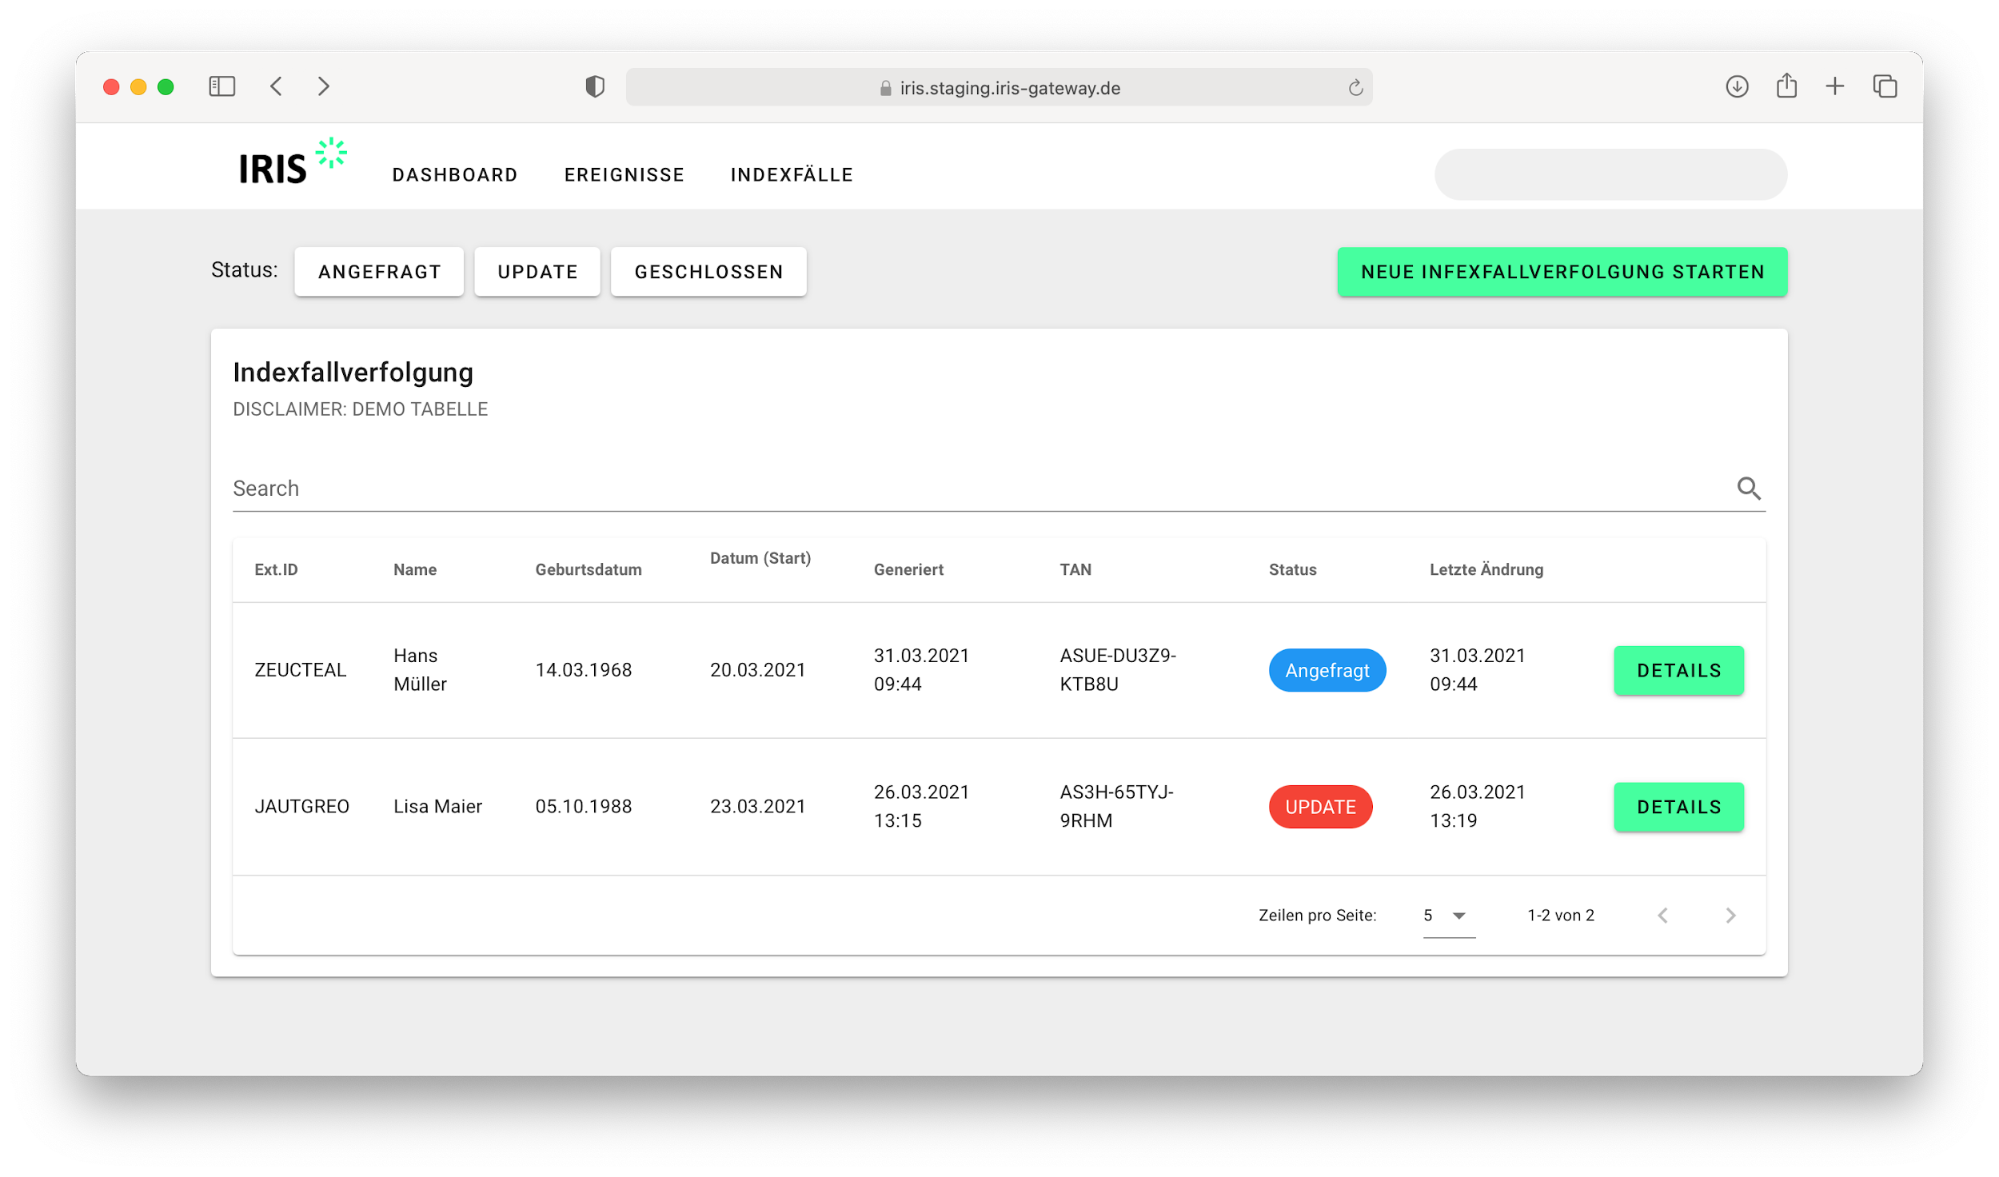 iris.staging.iris-gateway.de
IRIS DASHBOARD EREIGNISSE INDEXFÄLLE
Status: ANGEFRAGT UPDATE GESCHLOSSEN NEUE INFEXFALLVERFOLGUNG STARTEN
Indexfallverfolgung
DISCLAIMER: DEMO TABELLE
Search
Ext.ID Name Geburtsdatum Datum (Start) Generiert TAN Status Letzte Ändrung
ZEUCTEAL Hans Müller 14.03.1968 20.03.2021 31.03.2021 09:44 ASUE-DU3Z9-KTB8U Angefragt 31.03.2021 09:44 DETAILS
JAUTGREO Lisa Maier 05.10.1988 23.03.2021 26.03.2021 13:15 AS3H-65TYJ-9RHM UPDATE 26.03.2021 13:19 DETAILS
Zeilen pro Seite: 5 1-2 von 2